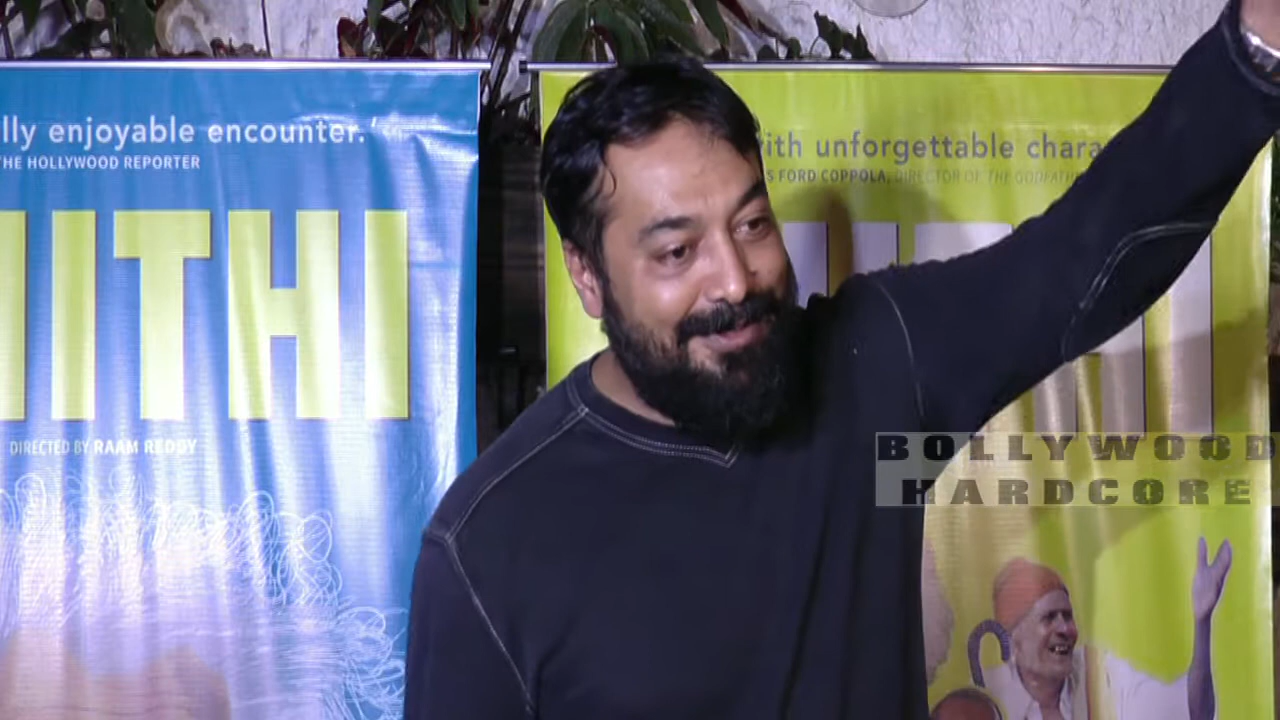 lly enjoyable encounter.'
THE HOLLYWOOD REPORTER
ITHI
DIRECTED BY RAAM REDDY
with unforgettable chara
S FORD COPPOLA, DIRECTOR OF THE GODFATH
BOLLYWOOD
HARDCORE